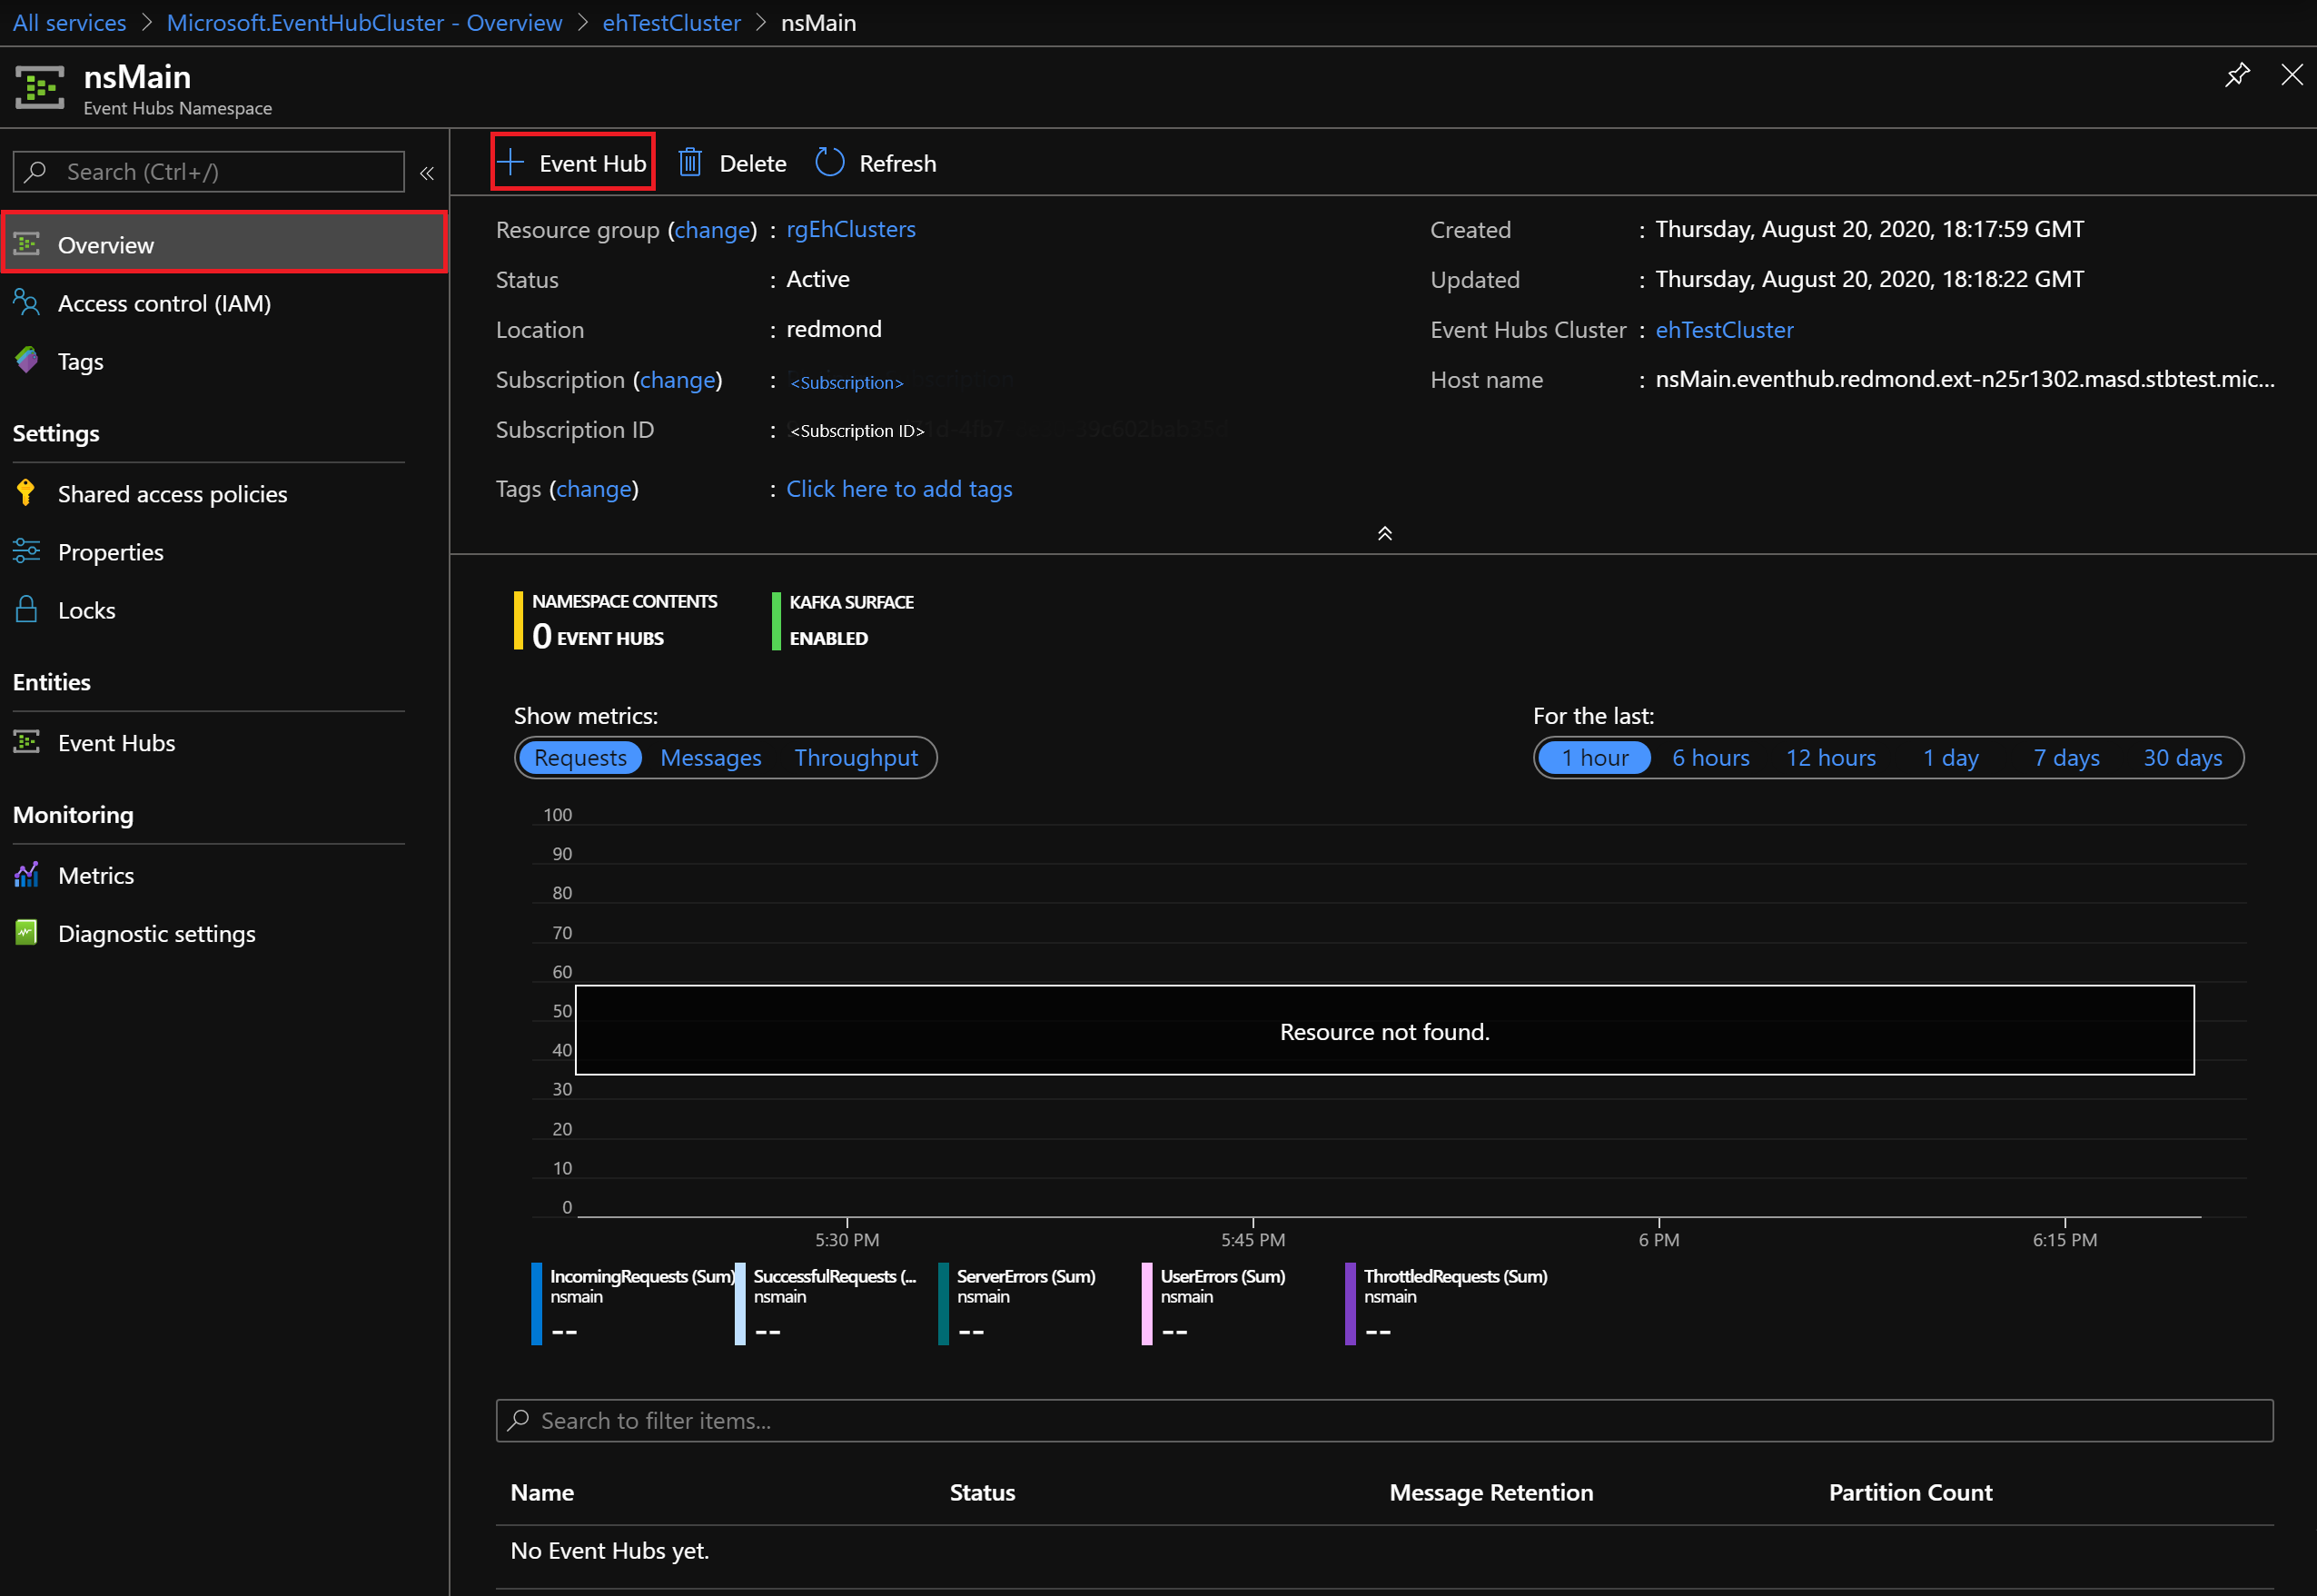 All services > Microsoft.EventHubCluster - Overview > ehTestCluster > nsMain
nsMain
Event Hubs Namespace
Search (Ctrl+/)
«
Overview
Access control (IAM)
Tags
Settings
Shared access policies
Properties
Locks
Entities
Event Hubs
Monitoring
Metrics
Diagnostic settings
+ Event Hub Delete Refresh
Resource group (change) : rgEhClusters
Status : Active
Location : redmond
Subscription (change) : <Subscription>
Subscription ID : <Subscription ID>
Tags (change) : Click here to add tags
Created : Thursday, August 20, 2020, 18:17:59 GMT
Updated : Thursday, August 20, 2020, 18:18:22 GMT
Event Hubs Cluster : ehTestCluster
Host name : nsMain.eventhub.redmond.ext-n25r1302.masd.stbtest.mic...
NAMESPACE CONTENTS
0 EVENT HUBS
KAFKA SURFACE
ENABLED
Show metrics:
Requests Messages Throughput
For the last:
1 hour 6 hours 12 hours 1 day 7 days 30 days
100
90
80
70
60
50
40
30
20
10
0
Resource not found.
5:30 PM 5:45 PM 6 PM 6:15 PM
IncomingRequests (Sum)
nsmain
--
SuccessfulRequests (...
nsmain
--
ServerErrors (Sum)
nsmain
--
UserErrors (Sum)
nsmain
--
ThrottledRequests (Sum)
nsmain
--
Search to filter items...
Name Status Message Retention Partition Count
No Event Hubs yet.